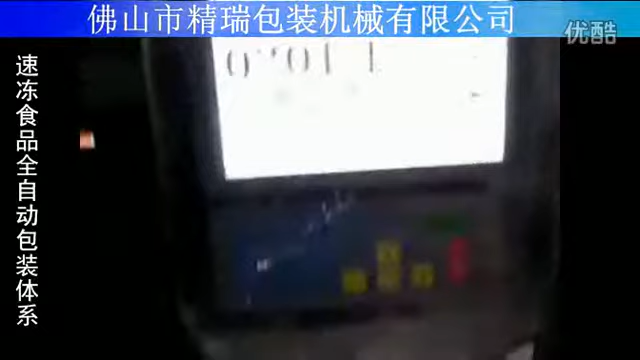 佛山市精瑞包装机械有限公司
优酷
速冻食品全自动包装体系